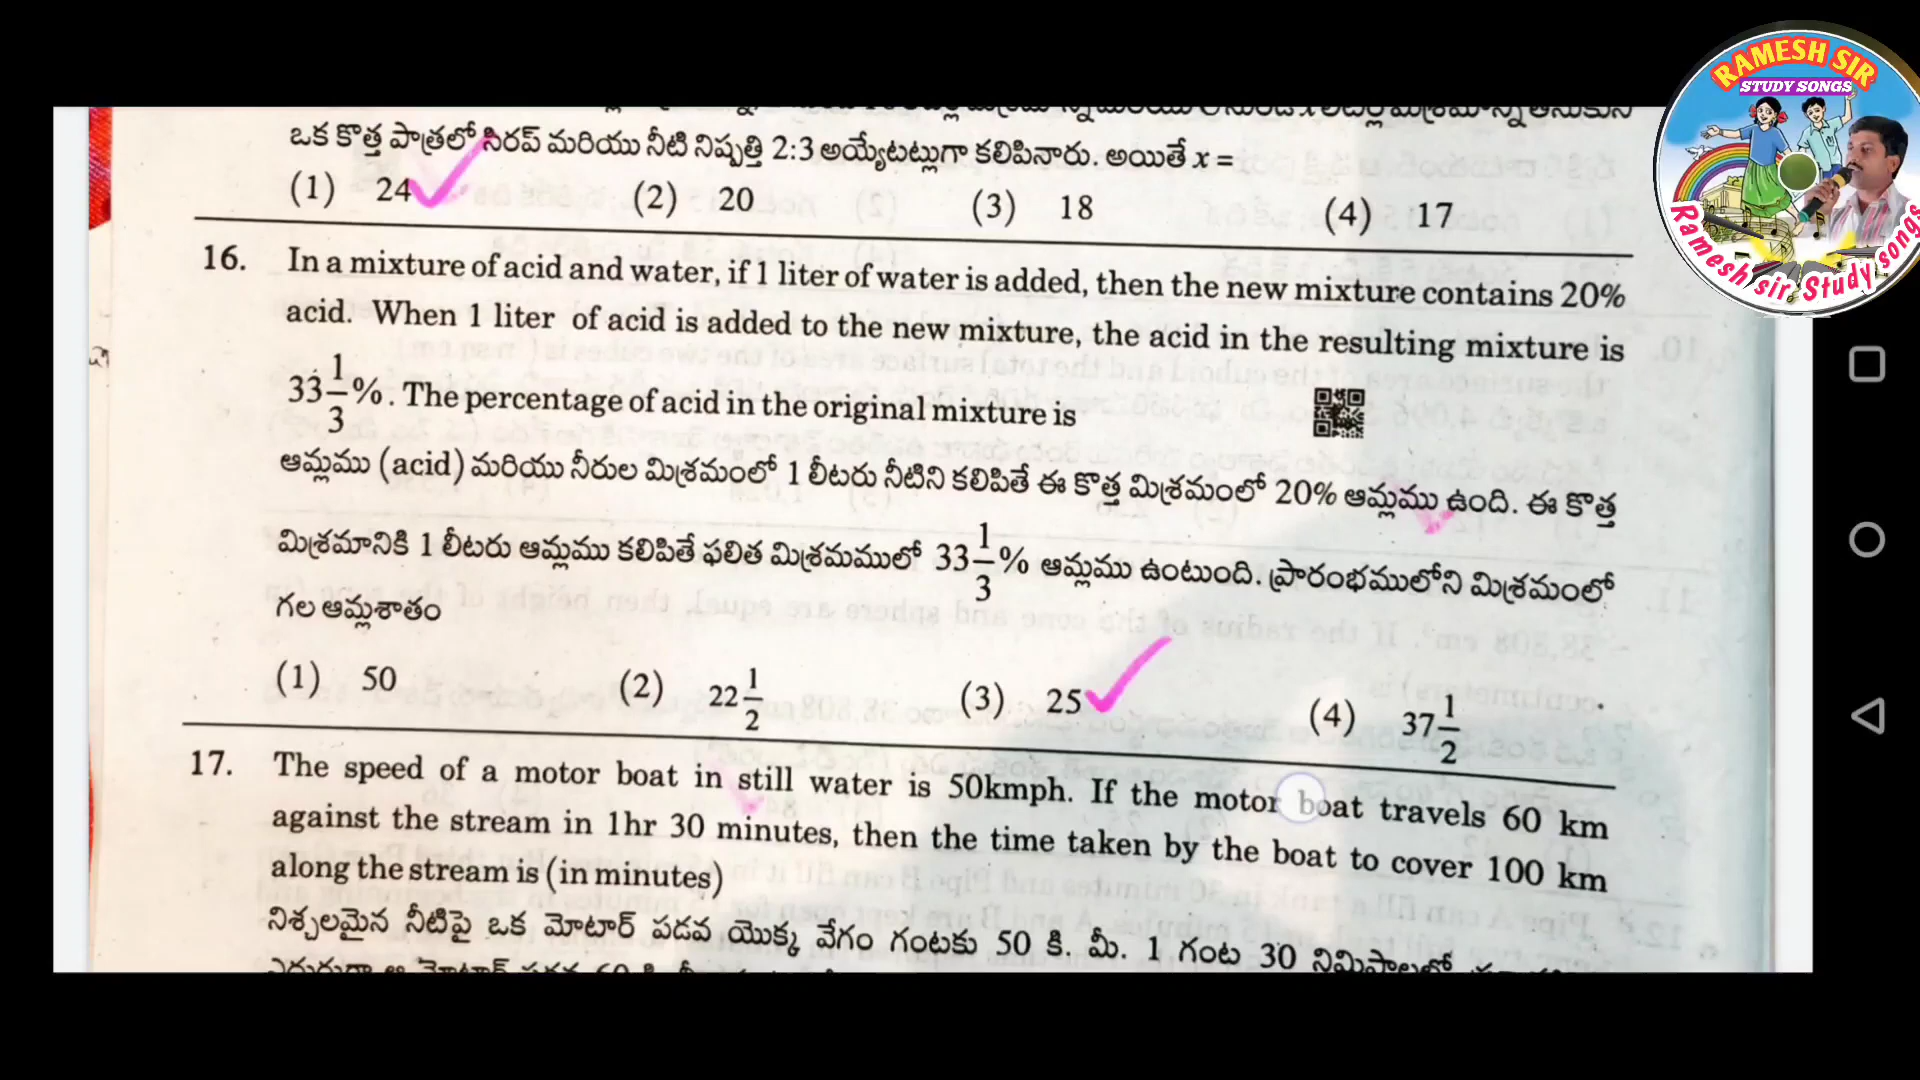 ఒక కొత్త పాత్రలో సిరప్ మరియు నీటి నిష్పత్తి 2:3 అయ్యేటట్లుగా కలిపినారు. అయితే x =
(1) 24 (2) 20 (3) 18 (4) 17
16. In a mixture of acid and water, if 1 liter of water is added, then the new mixture contains 20%
acid. When 1 liter of acid is added to the new mixture, the acid in the resulting mixture is
33 1/3 %. The percentage of acid in the original mixture is
ఆమ్లము (acid) మరియు నీరుల మిశ్రమంలో 1 లీటరు నీటిని కలిపితే ఈ కొత్త మిశ్రమంలో 20% ఆమ్లము ఉంది. ఈ కొత్త
మిశ్రమానికి 1 లీటరు ఆమ్లము కలిపితే ఫలిత మిశ్రమములో 33 1/3 % ఆమ్లము ఉంటుంది. ప్రారంభములోని మిశ్రమంలో
గల ఆమ్లశాతం
(1) 50 (2) 22 1/2 (3) 25 (4) 37 1/2
17. The speed of a motor boat in still water is 50kmph. If the motor boat travels 60 km
against the stream in 1hr 30 minutes, then the time taken by the boat to cover 100 km
along the stream is (in minutes)
నిశ్చలమైన నీటిపై ఒక మోటార్ పడవ యొక్క వేగం గంటకు 50 కి. మీ. 1 గంట 30 నిమిషాలలో
RAMESH SIR
STUDY SONGS
Ramesh sir Study songs